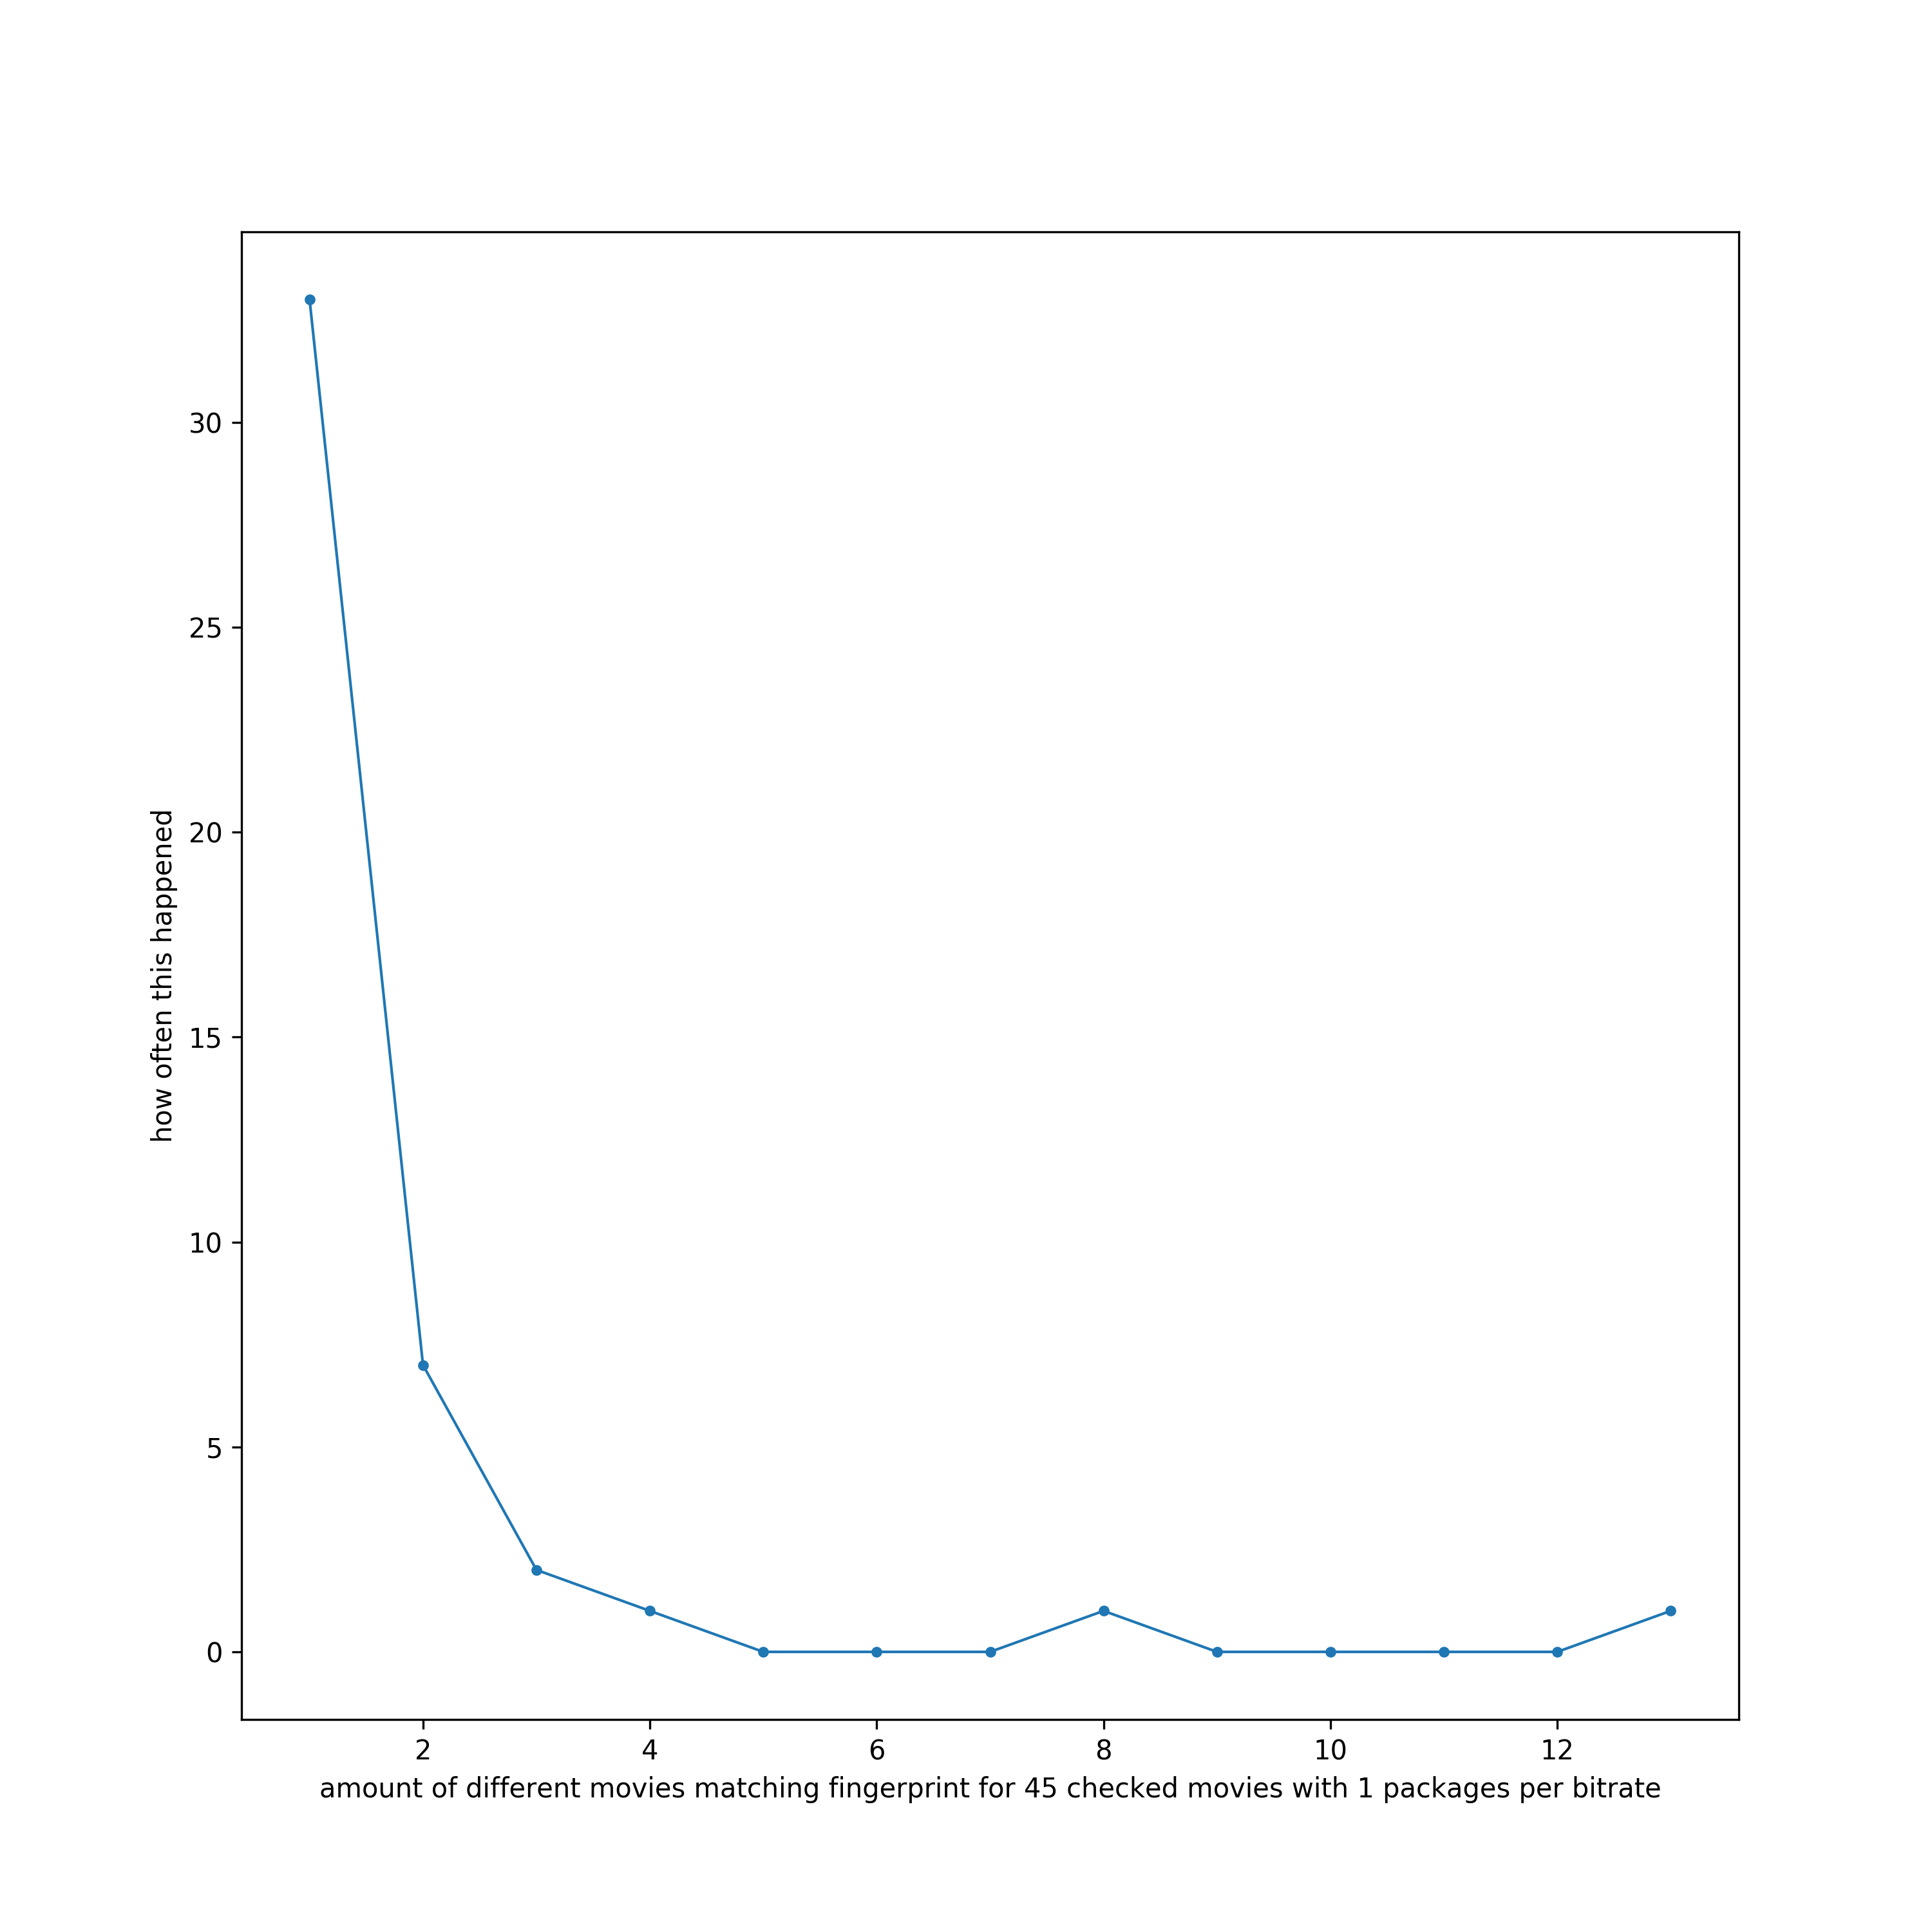 how often this happened
30
25
20
15
10
5
0
2 4 6 8 10 12
amount of different movies matching fingerprint for 45 checked movies with 1 packages per bitrate